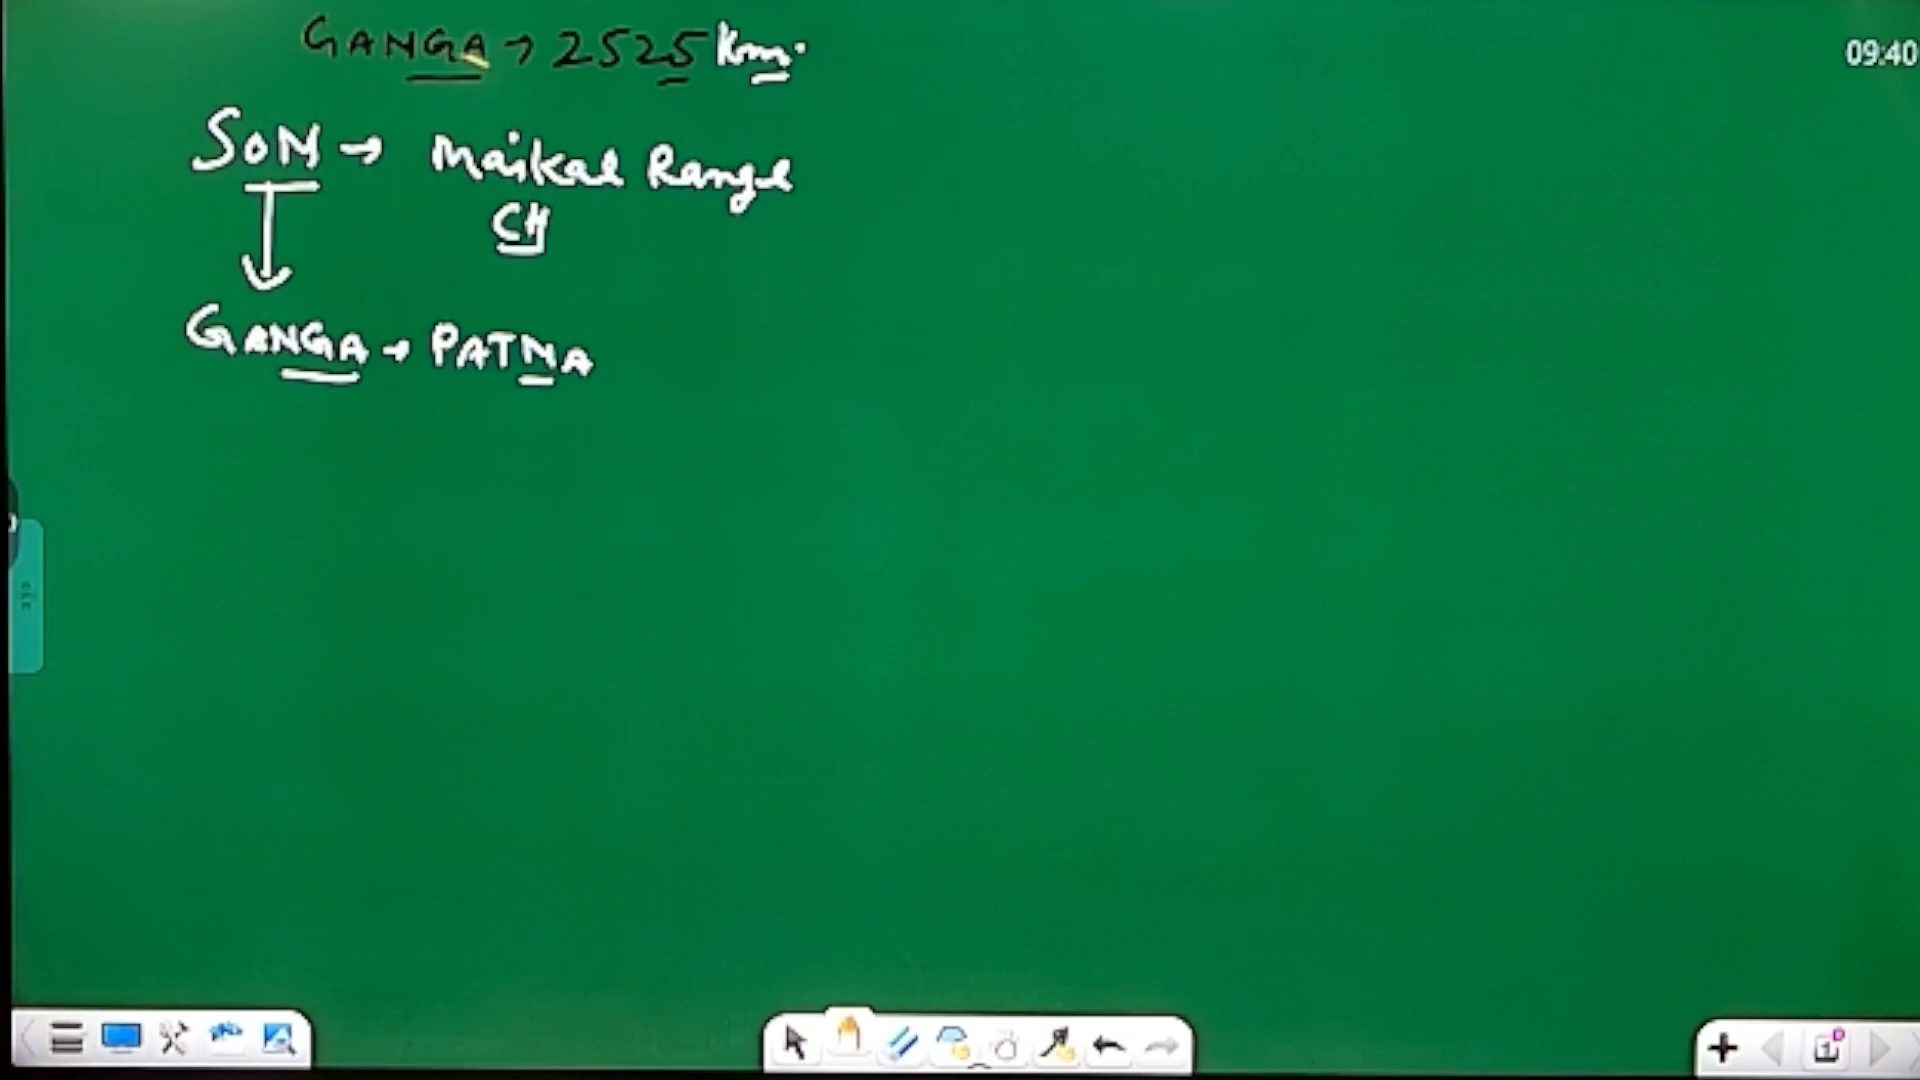 GANGA → 2525 Km.
09:40
SON → Maikal Range
CH
GANGA → PATNA